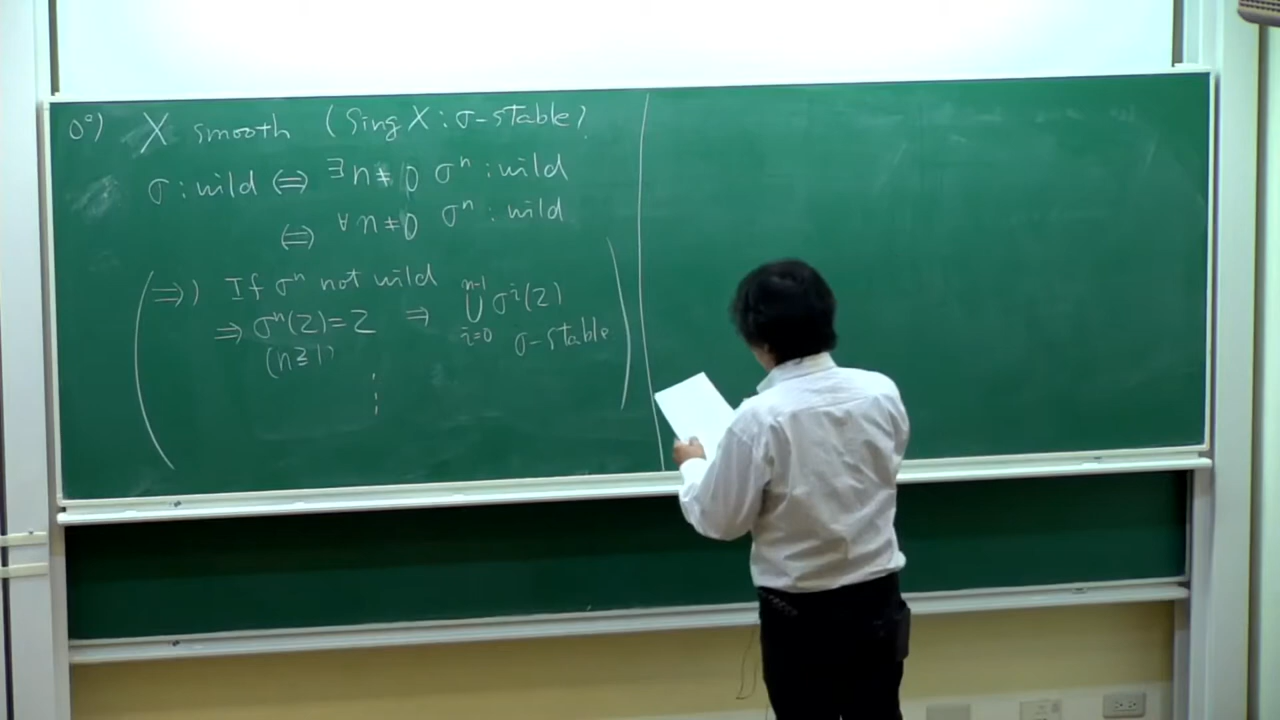 0°) X smooth (Sing X : σ-stable)
σ : wild ⇔ ∃n ≠ 0 σⁿ : wild
⇔ ∀n ≠ 0 σⁿ : wild
⇒) If σⁿ not wild
⇒ σⁿ(Z) = Z ⇒ ⋃_{i=0}^{n-1} σⁱ(Z)
(n ≧ 1) σ-stable
⋮